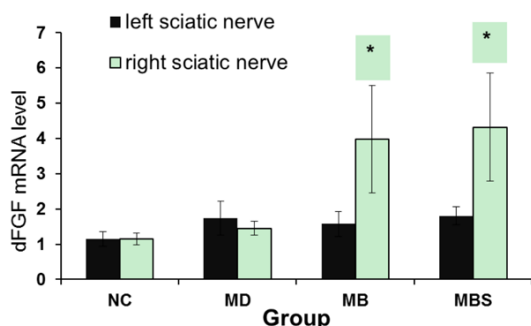 left sciatic nerve
right sciatic nerve
* *
dFGF mRNA level
7
6
5
4
3
2
1
0
NC MD MB MBS
Group